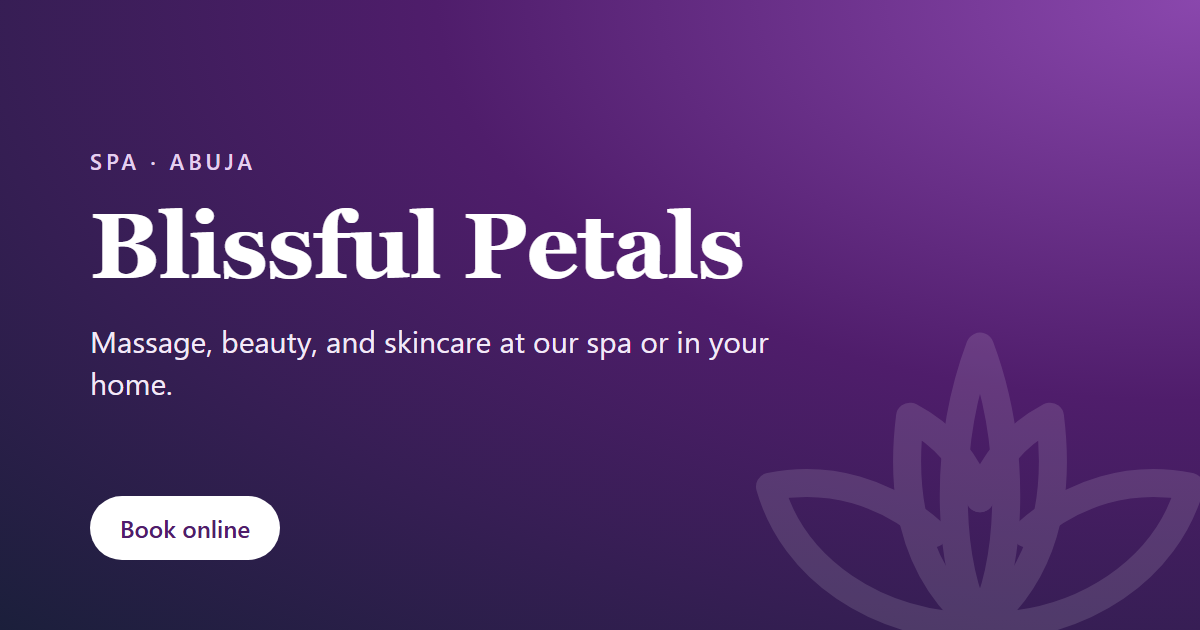 SPA · ABUJA
Blissful Petals
Massage, beauty, and skincare at our spa or in your
home.
Book online